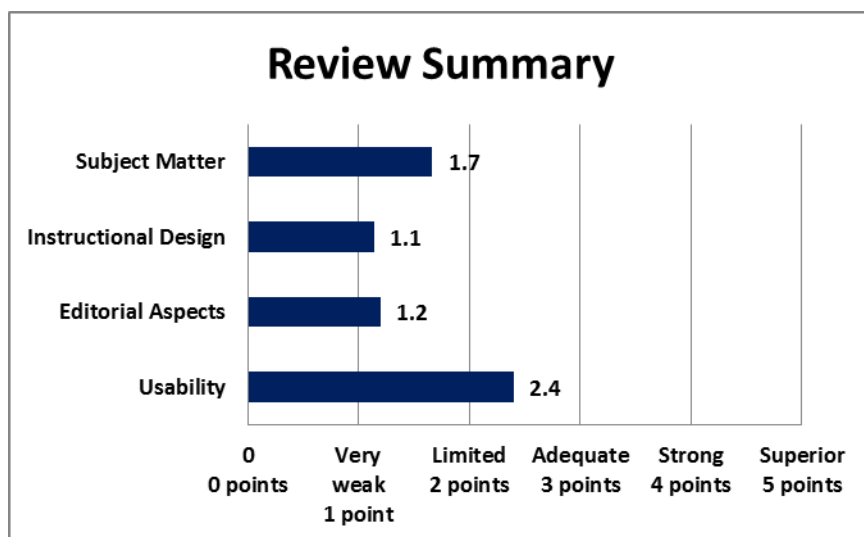 Review Summary
Subject Matter
1.7
Instructional Design
1.1
Editorial Aspects
1.2
Usability
2.4
0 Very Limited Adequate Strong Superior
0 points weak 2 points 3 points 4 points 5 points
1 point